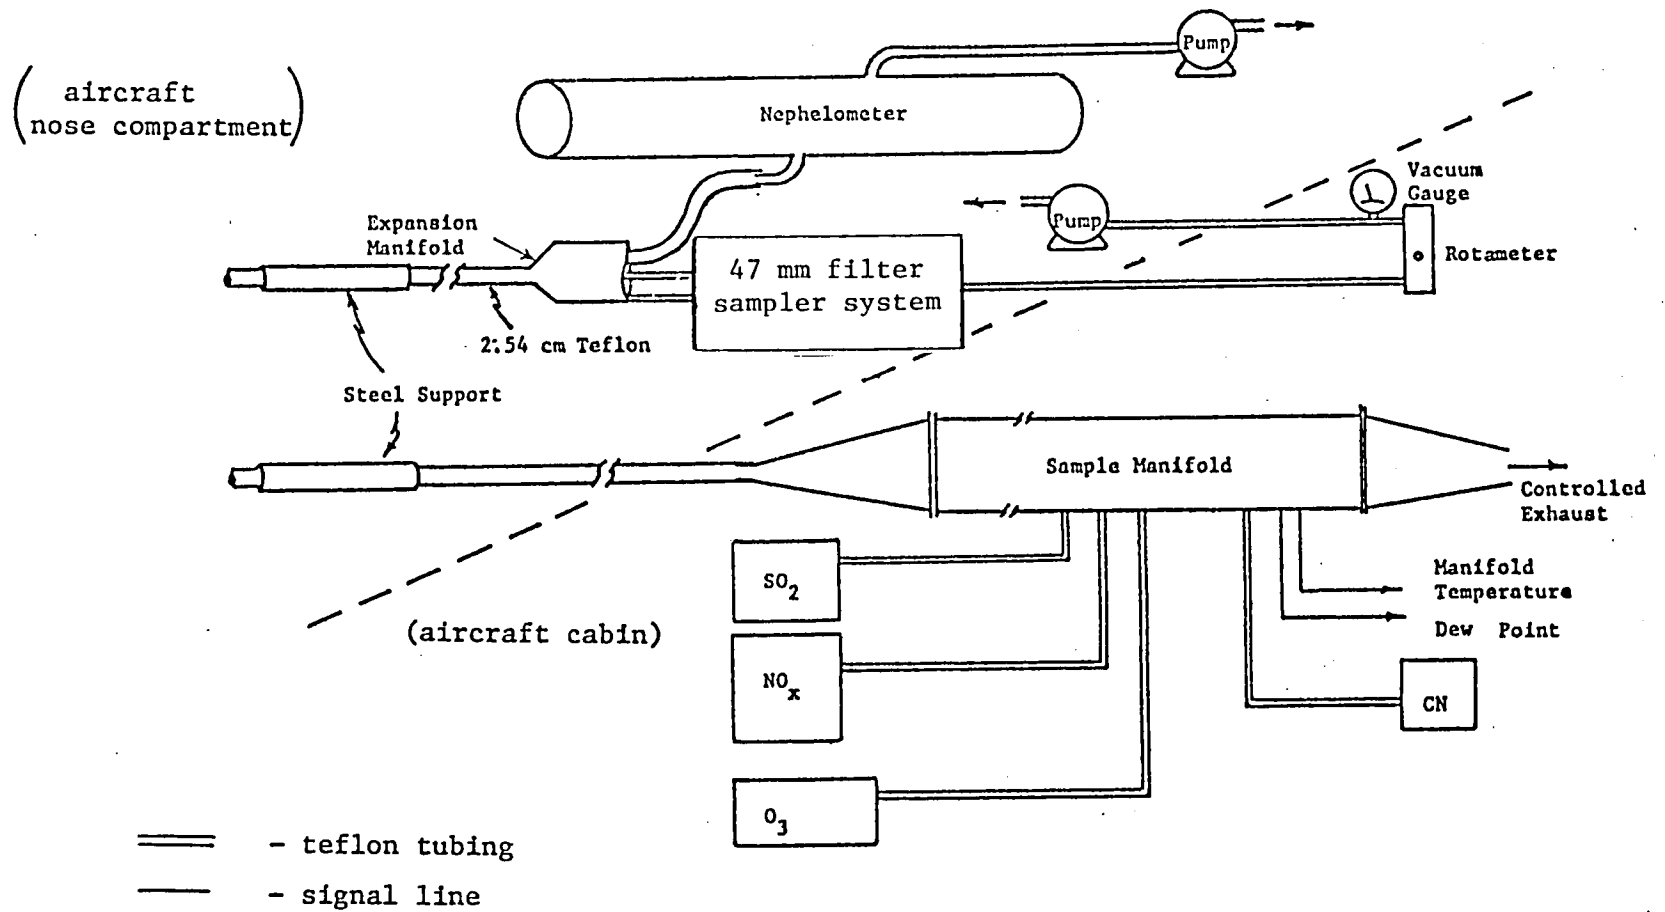 Pump
aircraft
nose compartment
Nephelometer
Vacuum
Gauge
Expansion
Manifold
Pump
47 mm filter
sampler system
Rotameter
2.54 cm Teflon
Steel Support
Sample Manifold
Controlled
Exhaust
SO2
Manifold
Temperature
(aircraft cabin)
Dew Point
NOx
CN
O3
- teflon tubing
- signal line